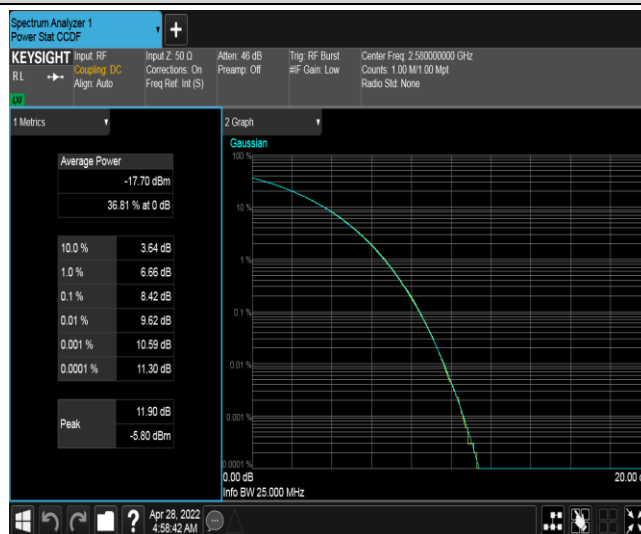 Spectrum Analyzer 1
Power Stat CCDF
KEYSIGHT
RL
LM
Input: RF
Coupling: DC
Align: Auto
Input Z: 50 Ω
Corrections: On
Freq Ref: Int (S)
Atten: 46 dB
Preamp: Off
Trig: RF Burst
#IF Gain: Low
Center Freq: 2.580000000 GHz
Counts: 1.00 M/1.00 Mpt
Radio Std: None
1 Metrics
Average Power
-17.70 dBm
36.81 % at 0 dB
10.0 % 3.64 dB
1.0 % 6.66 dB
0.1 % 8.42 dB
0.01 % 9.62 dB
0.001 % 10.59 dB
0.0001 % 11.30 dB
Peak
11.90 dB
-5.80 dBm
2 Graph
Gaussian
100 %
10 %
1 %
0.1 %
0.01 %
0.001 %
0.0001 %
0.00 dB 20.00
Info BW 25.000 MHz
?
Apr 28, 2022
4:58:42 AM